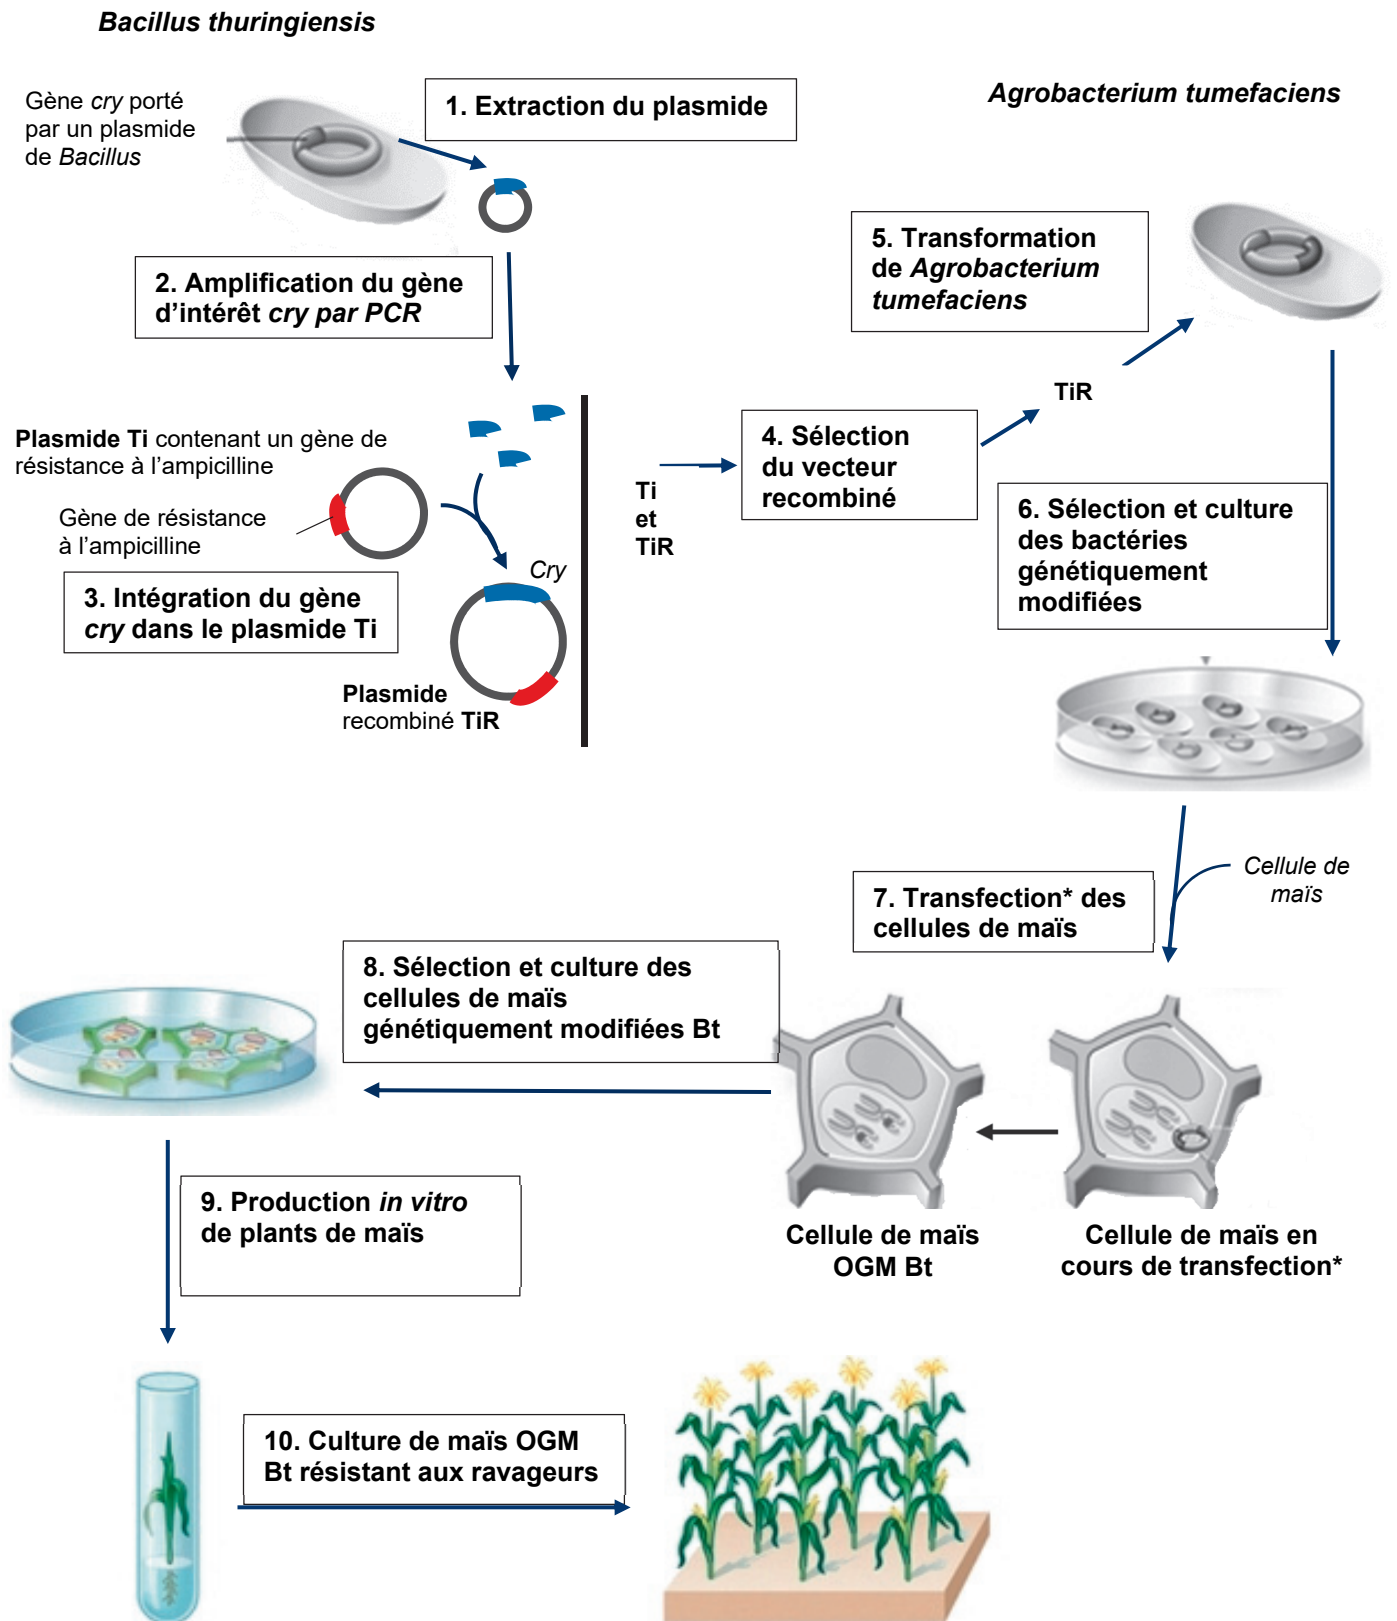 Bacillus thuringiensis
Gène cry porté
par un plasmide
de Bacillus
1. Extraction du plasmide
Agrobacterium tumefaciens
2. Amplification du gène
d’intérêt cry par PCR
5. Transformation
de Agrobacterium
tumefaciens
Plasmide Ti contenant un gène de
résistance à l’ampicilline
Gène de résistance
à l’ampicilline
3. Intégration du gène
cry dans le plasmide Ti
Cry
Plasmide
recombiné TiR
Ti
et
TiR
4. Sélection
du vecteur
recombiné
TiR
6. Sélection et culture
des bactéries
génétiquement
modifiées
7. Transfection* des
cellules de maïs
Cellule de
maïs
8. Sélection et culture des
cellules de maïs
génétiquement modifiées Bt
Cellule de maïs
OGM Bt
Cellule de maïs en
cours de transfection*
9. Production in vitro
de plants de maïs
10. Culture de maïs OGM
Bt résistant aux ravageurs